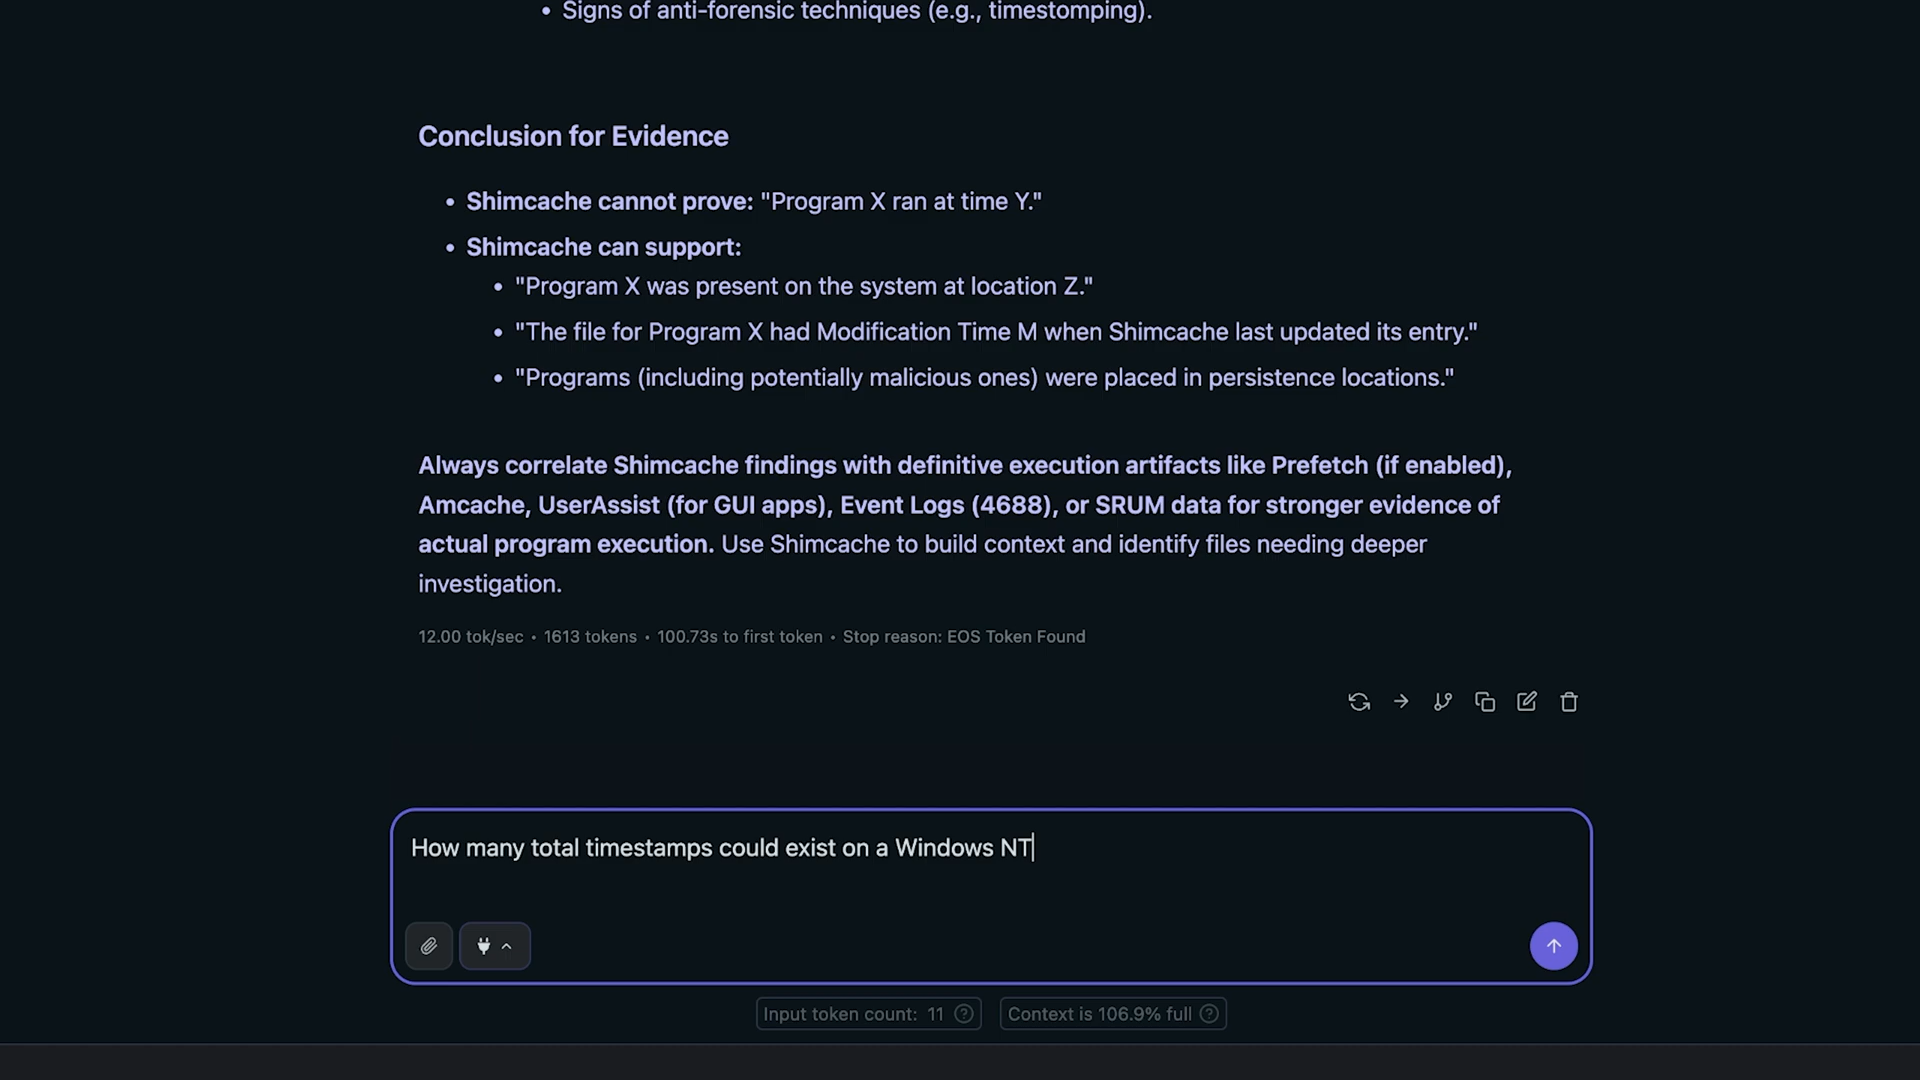 • Signs of anti-forensic techniques (e.g., timestomping).
Conclusion for Evidence
• Shimcache cannot prove: "Program X ran at time Y."
• Shimcache can support:
• "Program X was present on the system at location Z."
• "The file for Program X had Modification Time M when Shimcache last updated its entry."
• "Programs (including potentially malicious ones) were placed in persistence locations."
Always correlate Shimcache findings with definitive execution artifacts like Prefetch (if enabled),
Amcache, UserAssist (for GUI apps), Event Logs (4688), or SRUM data for stronger evidence of
actual program execution. Use Shimcache to build context and identify files needing deeper
investigation.
12.00 tok/sec • 1613 tokens • 100.73s to first token • Stop reason: EOS Token Found
How many total timestamps could exist on a Windows NT
Input token count: 11 ?
Context is 106.9% full ?